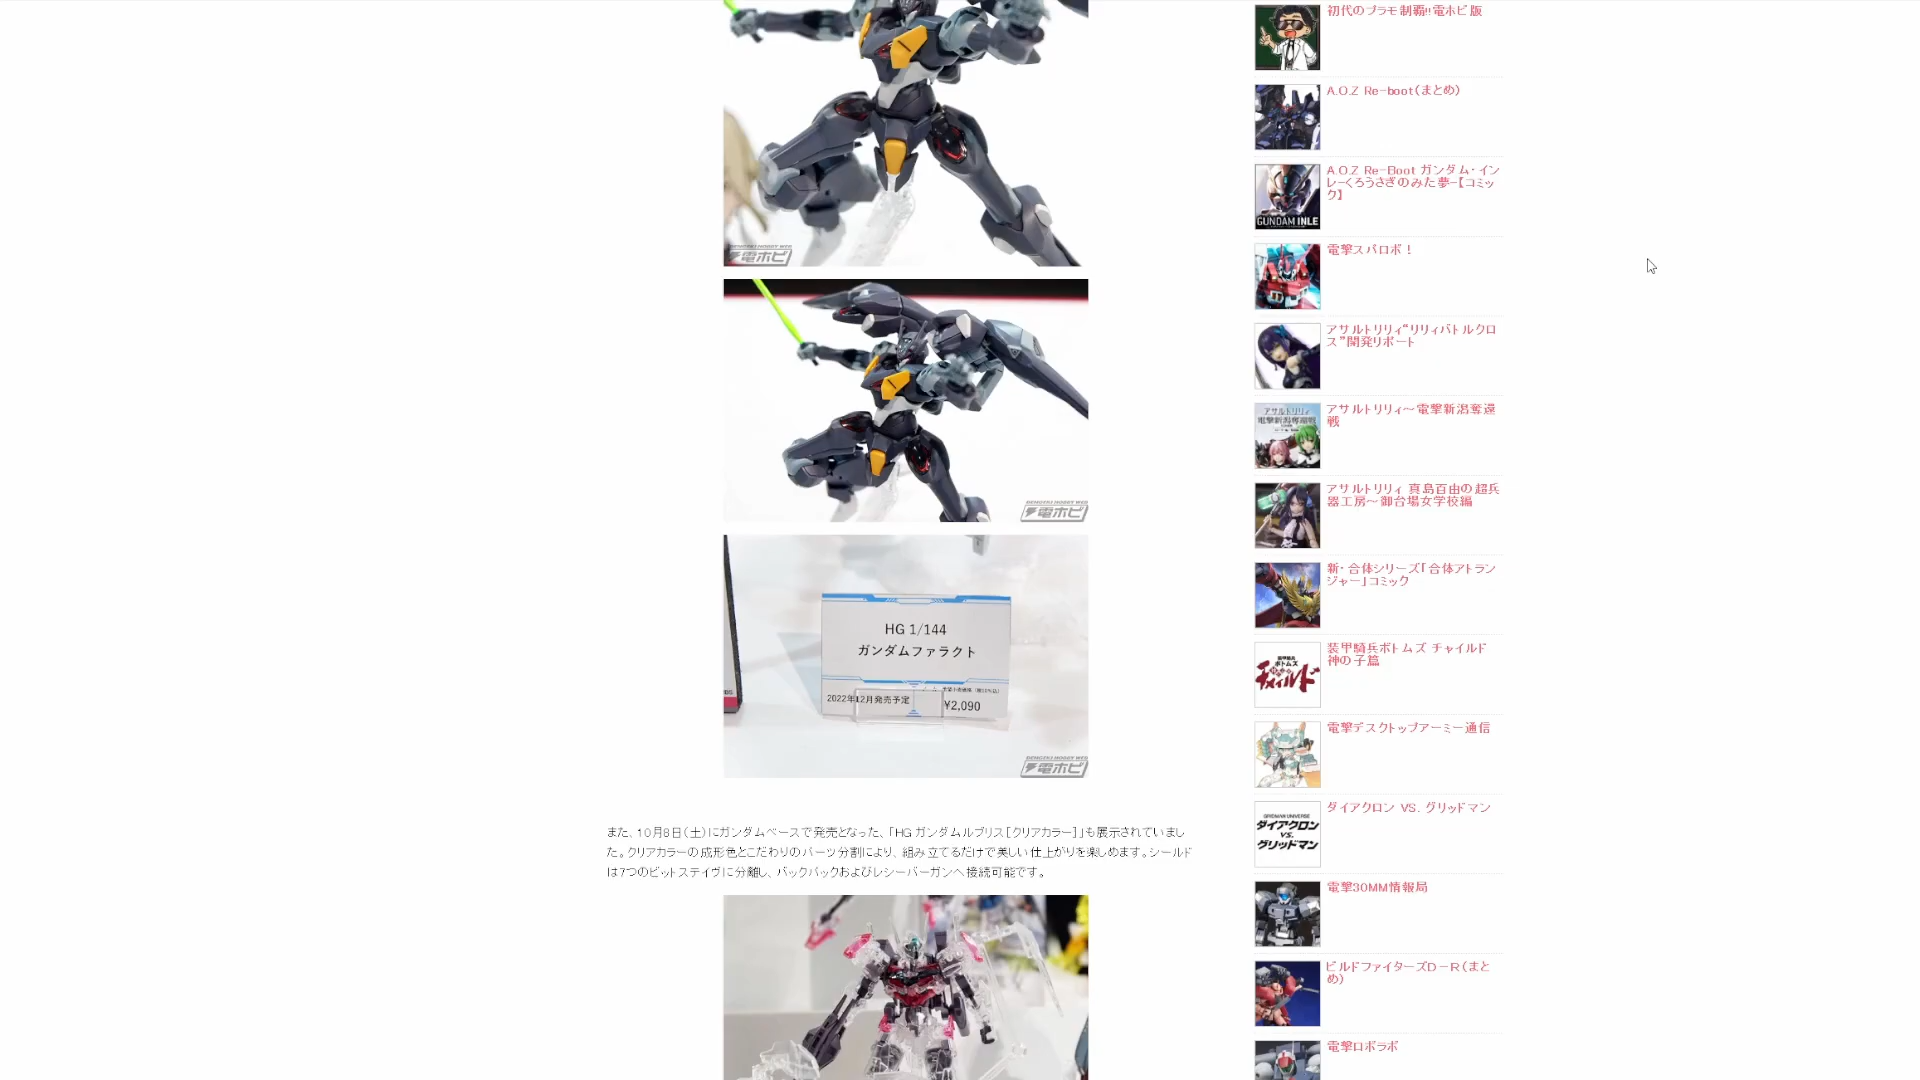 電ホビ
DENGEKI HOBBY WEB
電ホビ
HG 1/144
ガンダムファラクト
2022年12月発売予定
¥2,090
DENGEKI HOBBY WEB
電ホビ
また、10月8日（土）にガンダムベースで発売となった、「HG ガンダムルブリス［クリアカラー］」も展示されていまし
た。クリアカラーの成形色とこだわりのパーツ分割により、組み立てるだけで美しい仕上がりを楽しめます。シールド
は7つのビットステイヴに分離し、バックパックおよびレシーバーガンへ接続可能です。
初代のプラモ制覇!!電ホビ版
A.O.Z Re-boot（まとめ）
GUNDAM INLE
A.O.Z Re-Boot ガンダム・イン
レ-くろうさぎのみた夢-【コミッ
ク】
電撃スパロボ！
アサルトリリィ“リリィバトルクロ
ス”開発リポート
アサルトリリィ～電撃新潟奪還
戦
アサルトリリィ 真島百由の超兵
器工房～御台場女学校編
新・合体シリーズ「合体アトラン
ジャー」コミック
装甲騎兵ボトムズ チャイルド
神の子篇
電撃デスクトップアーミー通信
ダイアクロン
VS.
グリッドマン
ダイアクロン VS. グリッドマン
電撃30MM情報局
ビルドファイターズD－R（まと
め）
電撃ロボラボ